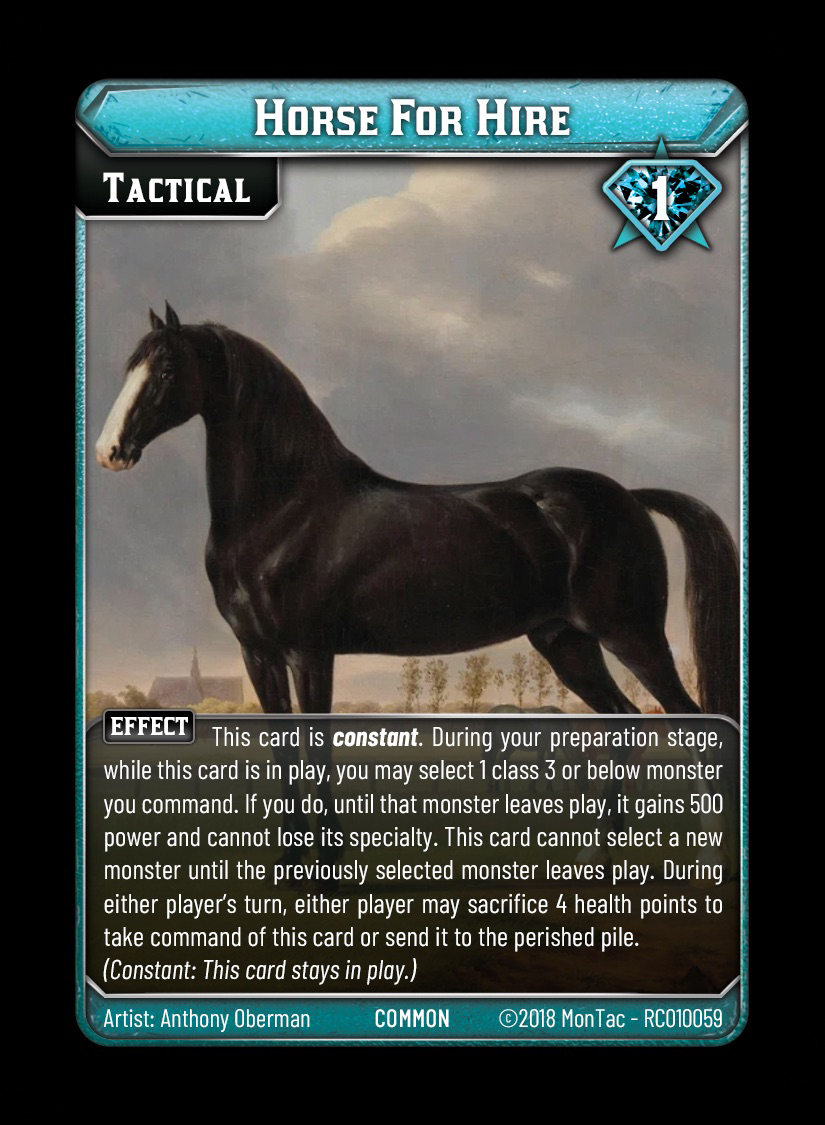 Horse For Hire
Tactical
1
EFFECT This card is constant. During your preparation stage,
while this card is in play, you may select 1 class 3 or below monster
you command. If you do, until that monster leaves play, it gains 500
power and cannot lose its specialty. This card cannot select a new
monster until the previously selected monster leaves play. During
either player's turn, either player may sacrifice 4 health points to
take command of this card or send it to the perished pile.
(Constant: This card stays in play.)
Artist: Anthony Oberman COMMON ©2018 MonTac - RC010059